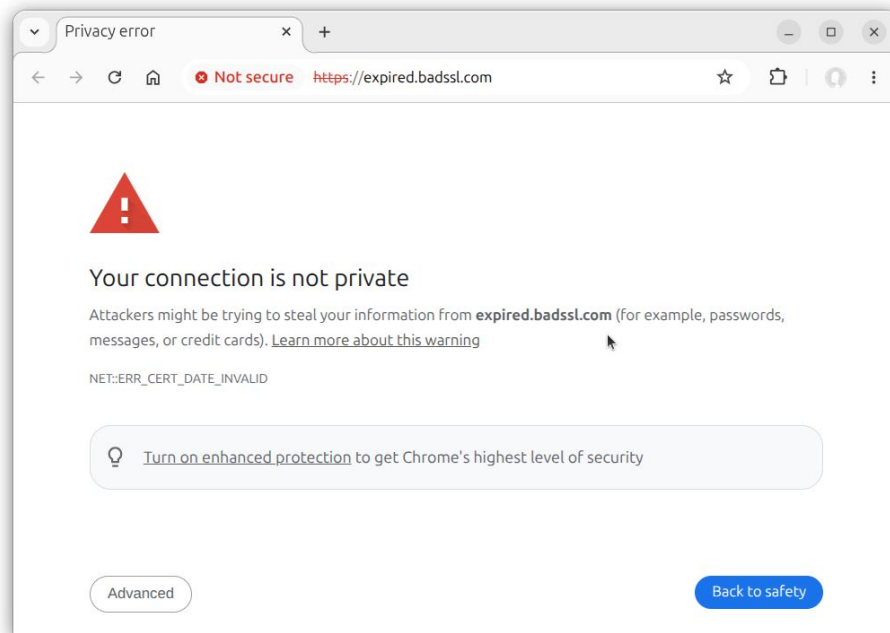 Privacy error
Not secure https://expired.badssl.com
Your connection is not private
Attackers might be trying to steal your information from expired.badssl.com (for example, passwords,
messages, or credit cards). Learn more about this warning
NET::ERR_CERT_DATE_INVALID
Turn on enhanced protection to get Chrome's highest level of security
Advanced
Back to safety